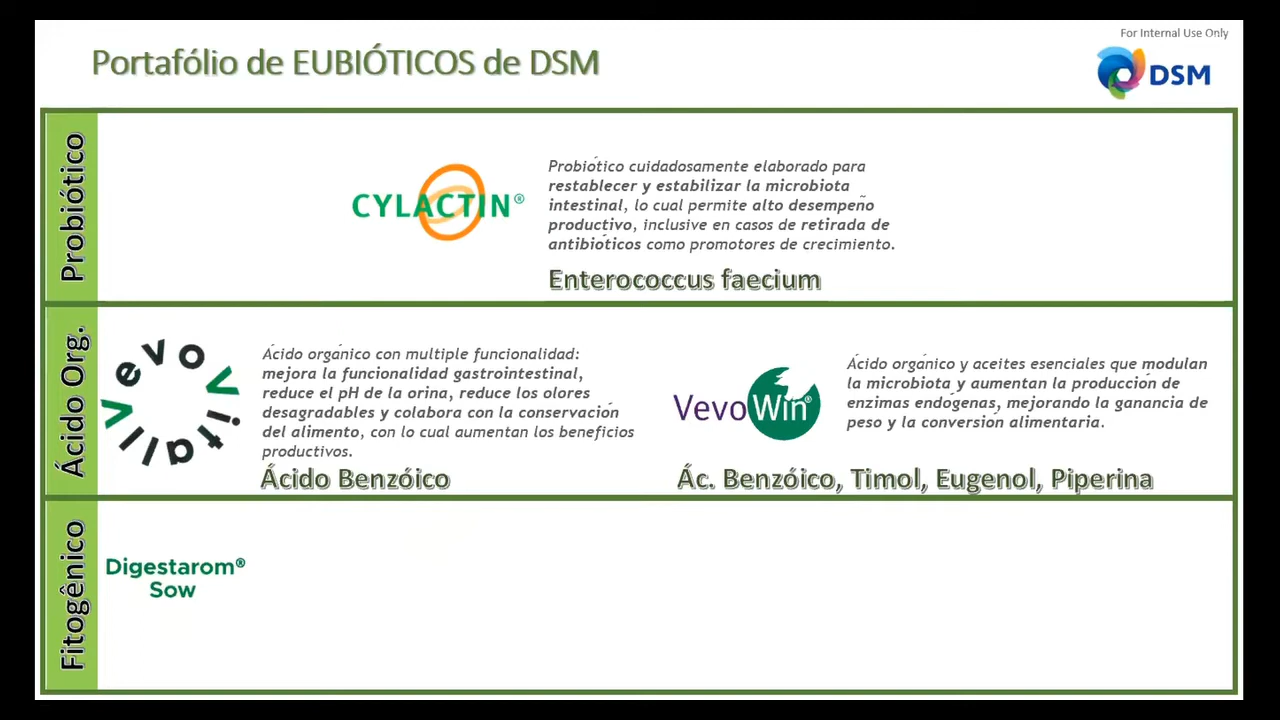 For Internal Use Only
Portafólio de EUBIÓTICOS de DSM
DSM
Probiótico
CYLACTIN®
Probiótico cuidadosamente elaborado para
restablecer y estabilizar la microbiota
intestinal, lo cual permite alto desempeño
productivo, inclusive en casos de retirada de
antibióticos como promotores de crecimiento.
Enterococcus faecium
Ácido Org.
vevovitall
Ácido orgánico con multiple funcionalidad:
mejora la funcionalidad gastrointestinal,
reduce el pH de la orina, reduce los olores
desagradables y colabora con la conservación
del alimento, con lo cual aumentan los beneficios
productivos.
Ácido Benzóico
VevoWin®
Ácido orgánico y aceites esenciales que modulan
la microbiota y aumentan la producción de
enzimas endógenas, mejorando la ganancia de
peso y la conversion alimentaria.
Ác. Benzóico, Timol, Eugenol, Piperina
Fitogênico
Digestarom®
Sow